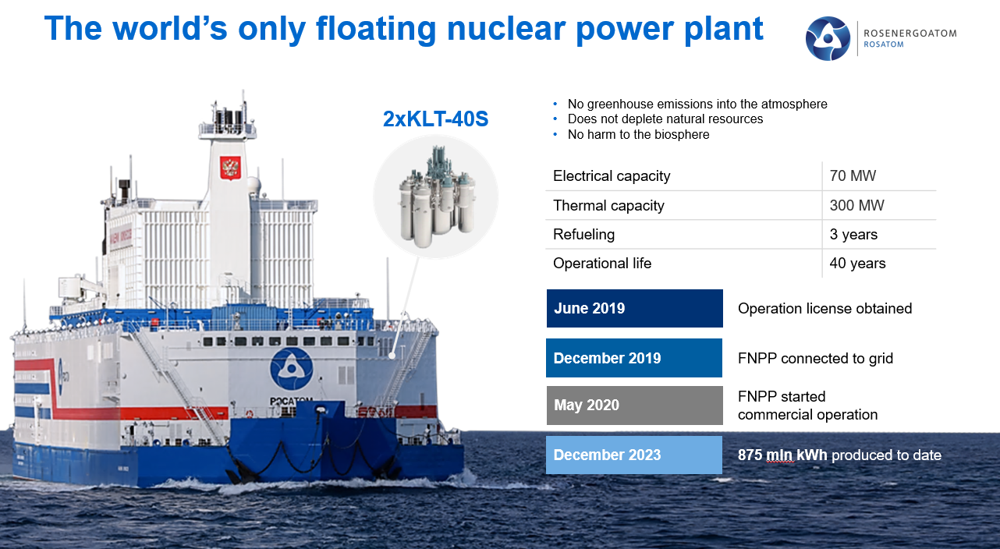 The world’s only floating nuclear power plant
ROSENERGOATOM
ROSATOM
2xKLT-40S
• No greenhouse emissions into the atmosphere
• Does not deplete natural resources
• No harm to the biosphere
Electrical capacity 70 MW
Thermal capacity 300 MW
Refueling 3 years
Operational life 40 years
June 2019 Operation license obtained
December 2019 FNPP connected to grid
May 2020 FNPP started
commercial operation
December 2023 875 mln kWh produced to date
РОСАТОМ